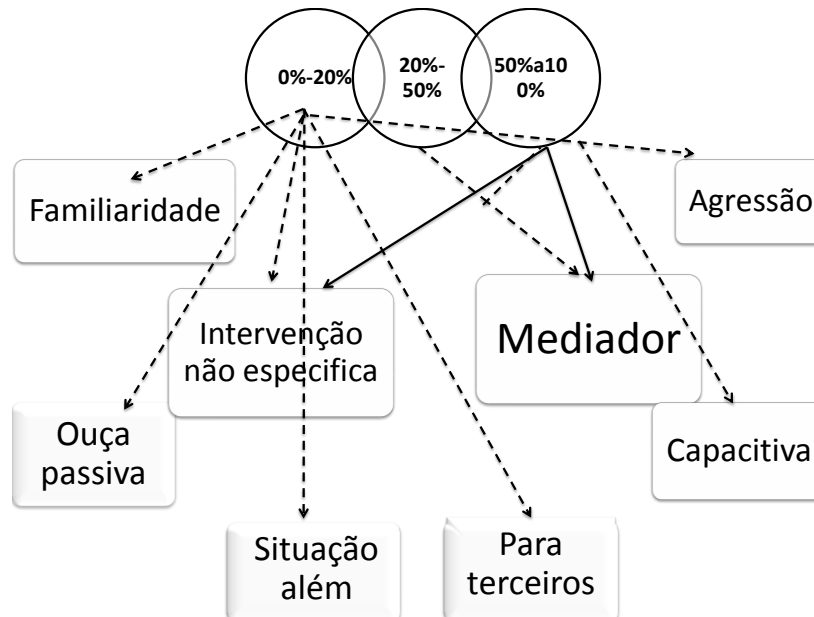 0%-20%
20%-
50%
50%a10
0%
Familiaridade
Agressão
Intervenção
não especifica
Mediador
Ouça
passiva
Capacitiva
Situação
além
Para
terceiros